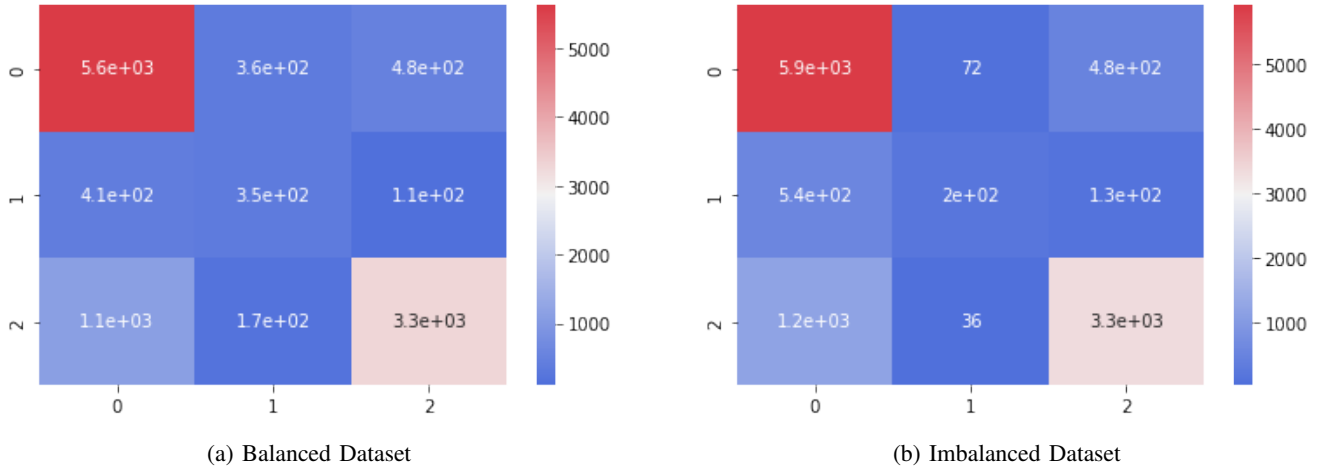 0 5.6e+03 3.6e+02 4.8e+02
1 4.1e+02 3.5e+02 1.1e+02
2 1.1e+03 1.7e+02 3.3e+03
0 1 2
5000
4000
3000
2000
1000
(a) Balanced Dataset
0 5.9e+03 72 4.8e+02
1 5.4e+02 2e+02 1.3e+02
2 1.2e+03 36 3.3e+03
0 1 2
5000
4000
3000
2000
1000
(b) Imbalanced Dataset